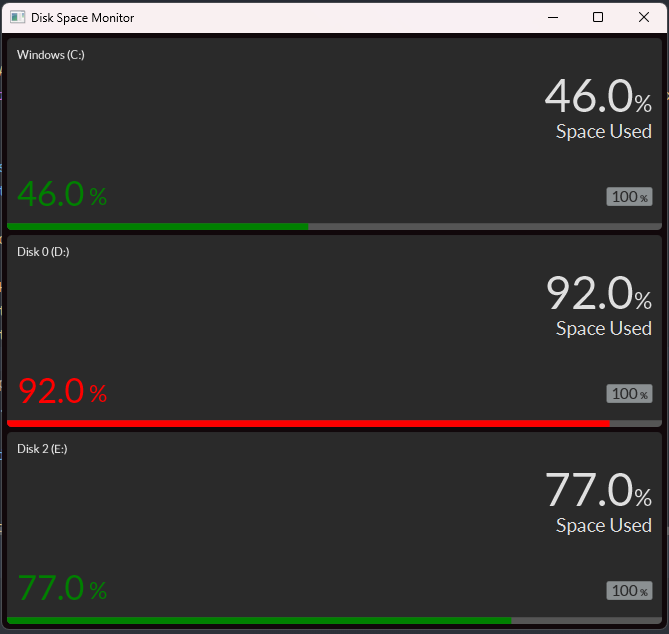 Disk Space Monitor
Windows (C:)
46.0%
Space Used
46.0 %
100 %
Disk 0 (D:)
92.0%
Space Used
92.0 %
100 %
Disk 2 (E:)
77.0%
Space Used
77.0 %
100 %